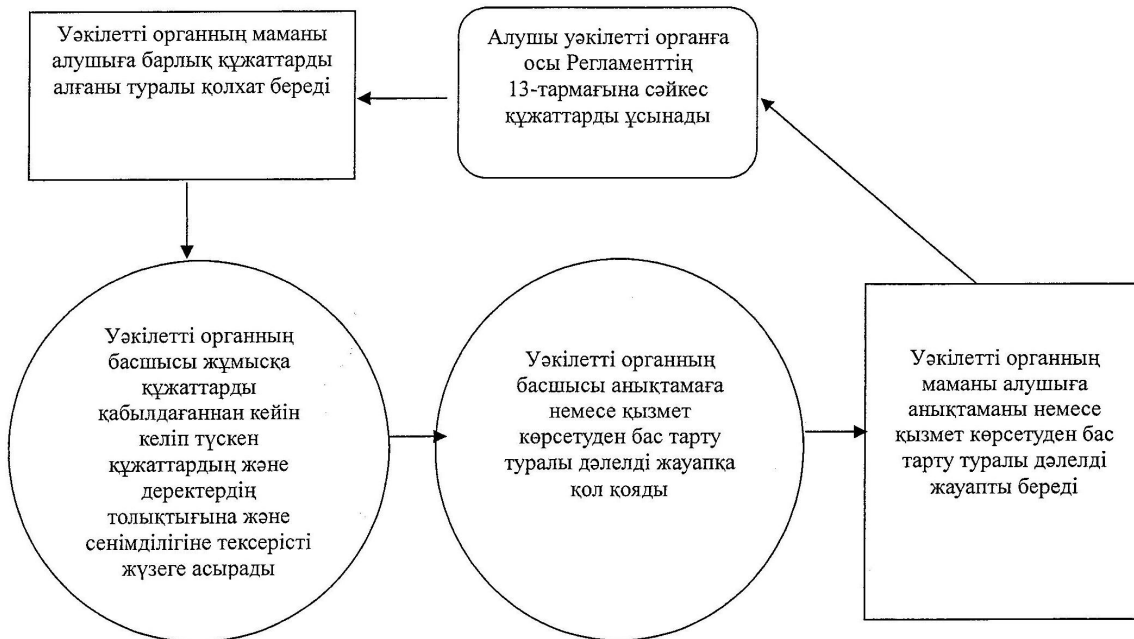 Уәкілетті органның маманы
алушыға барлық құжаттарды
алғаны туралы қолхат береді
Алушы уәкілетті органға
осы Регламенттің
13-тармағына сәйкес
құжаттарды ұсынады
Уәкілетті органның
басшысы жұмысқа
құжаттарды
қабылдағаннан кейін
келіп түскен
құжаттардың және
деректердің
толықтығына және
сенімділігіне тексерісті
жүзеге асырады
Уәкілетті органның
басшысы анықтамаға
немесе қызмет
көрсетуден бас тарту
туралы дәлелді жауапқа
қол қояды
Уәкілетті органның
маманы алушыға
анықтаманы немесе
қызмет көрсетуден бас
тарту туралы дәлелді
жауапты береді